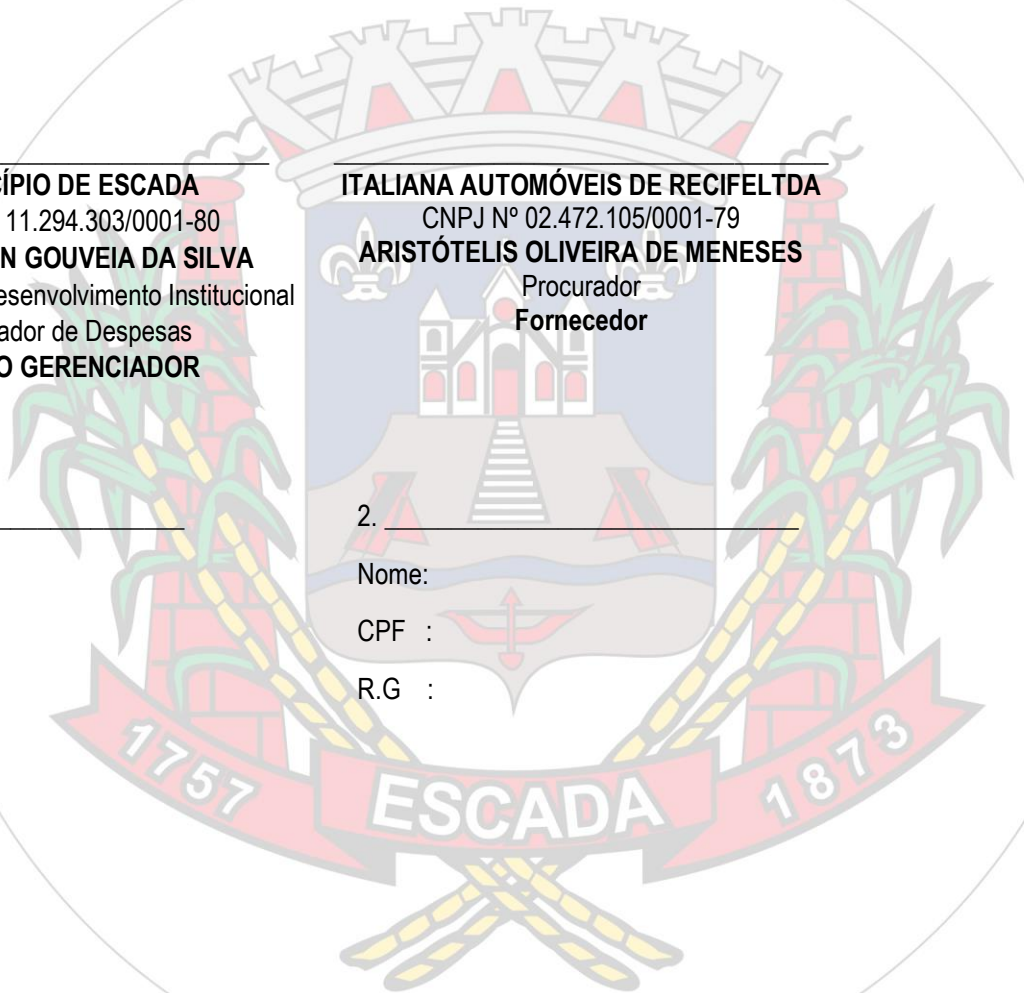 CÍPIO DE ESCADA
11.294.303/0001-80
N GOUVEIA DA SILVA
esenvolvimento Institucional
ador de Despesas
O GERENCIADOR
ITALIANA AUTOMÓVEIS DE RECIFELTDA
CNPJ Nº 02.472.105/0001-79
ARISTÓTELIS OLIVEIRA DE MENESES
Procurador
Fornecedor
2. ________________________________
Nome:
CPF :
R.G :
1757
ESCADA
1873